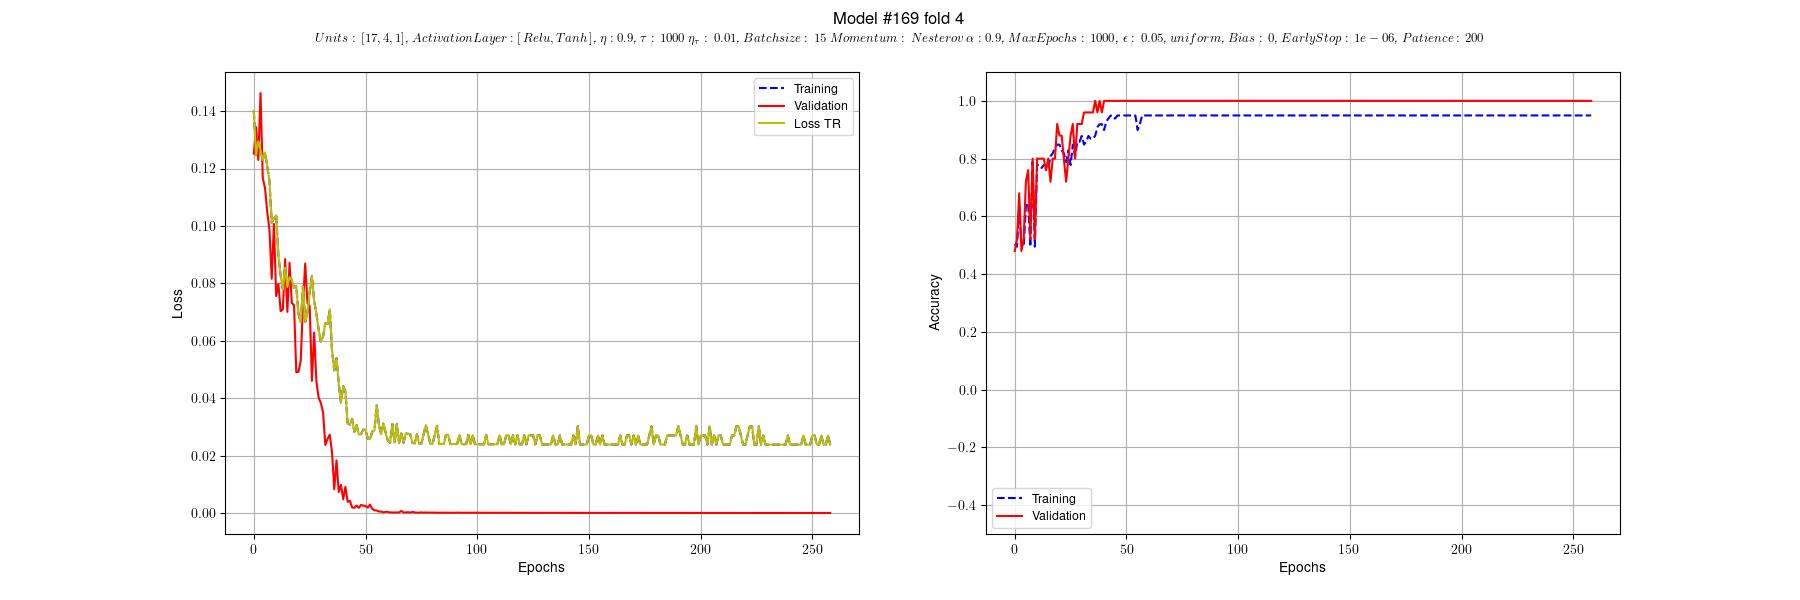 Model #169 fold 4
Units : [17, 4, 1], ActivationLayer : [ Relu, Tanh ], η : 0.9, τ : 1000 η_τ : 0.01, Batchsize : 15 Momentum : Nesterov α : 0.9, MaxEpochs : 1000, ϵ : 0.05, uniform, Bias : 0, EarlyStop : 1e − 06, Patience : 200
Loss
0.14
0.12
0.10
0.08
0.06
0.04
0.02
0.00
0 50 100 150 200 250
Epochs
Training
Validation
Loss TR
Accuracy
1.0
0.8
0.6
0.4
0.2
0.0
−0.2
−0.4
0 50 100 150 200 250
Epochs
Training
Validation